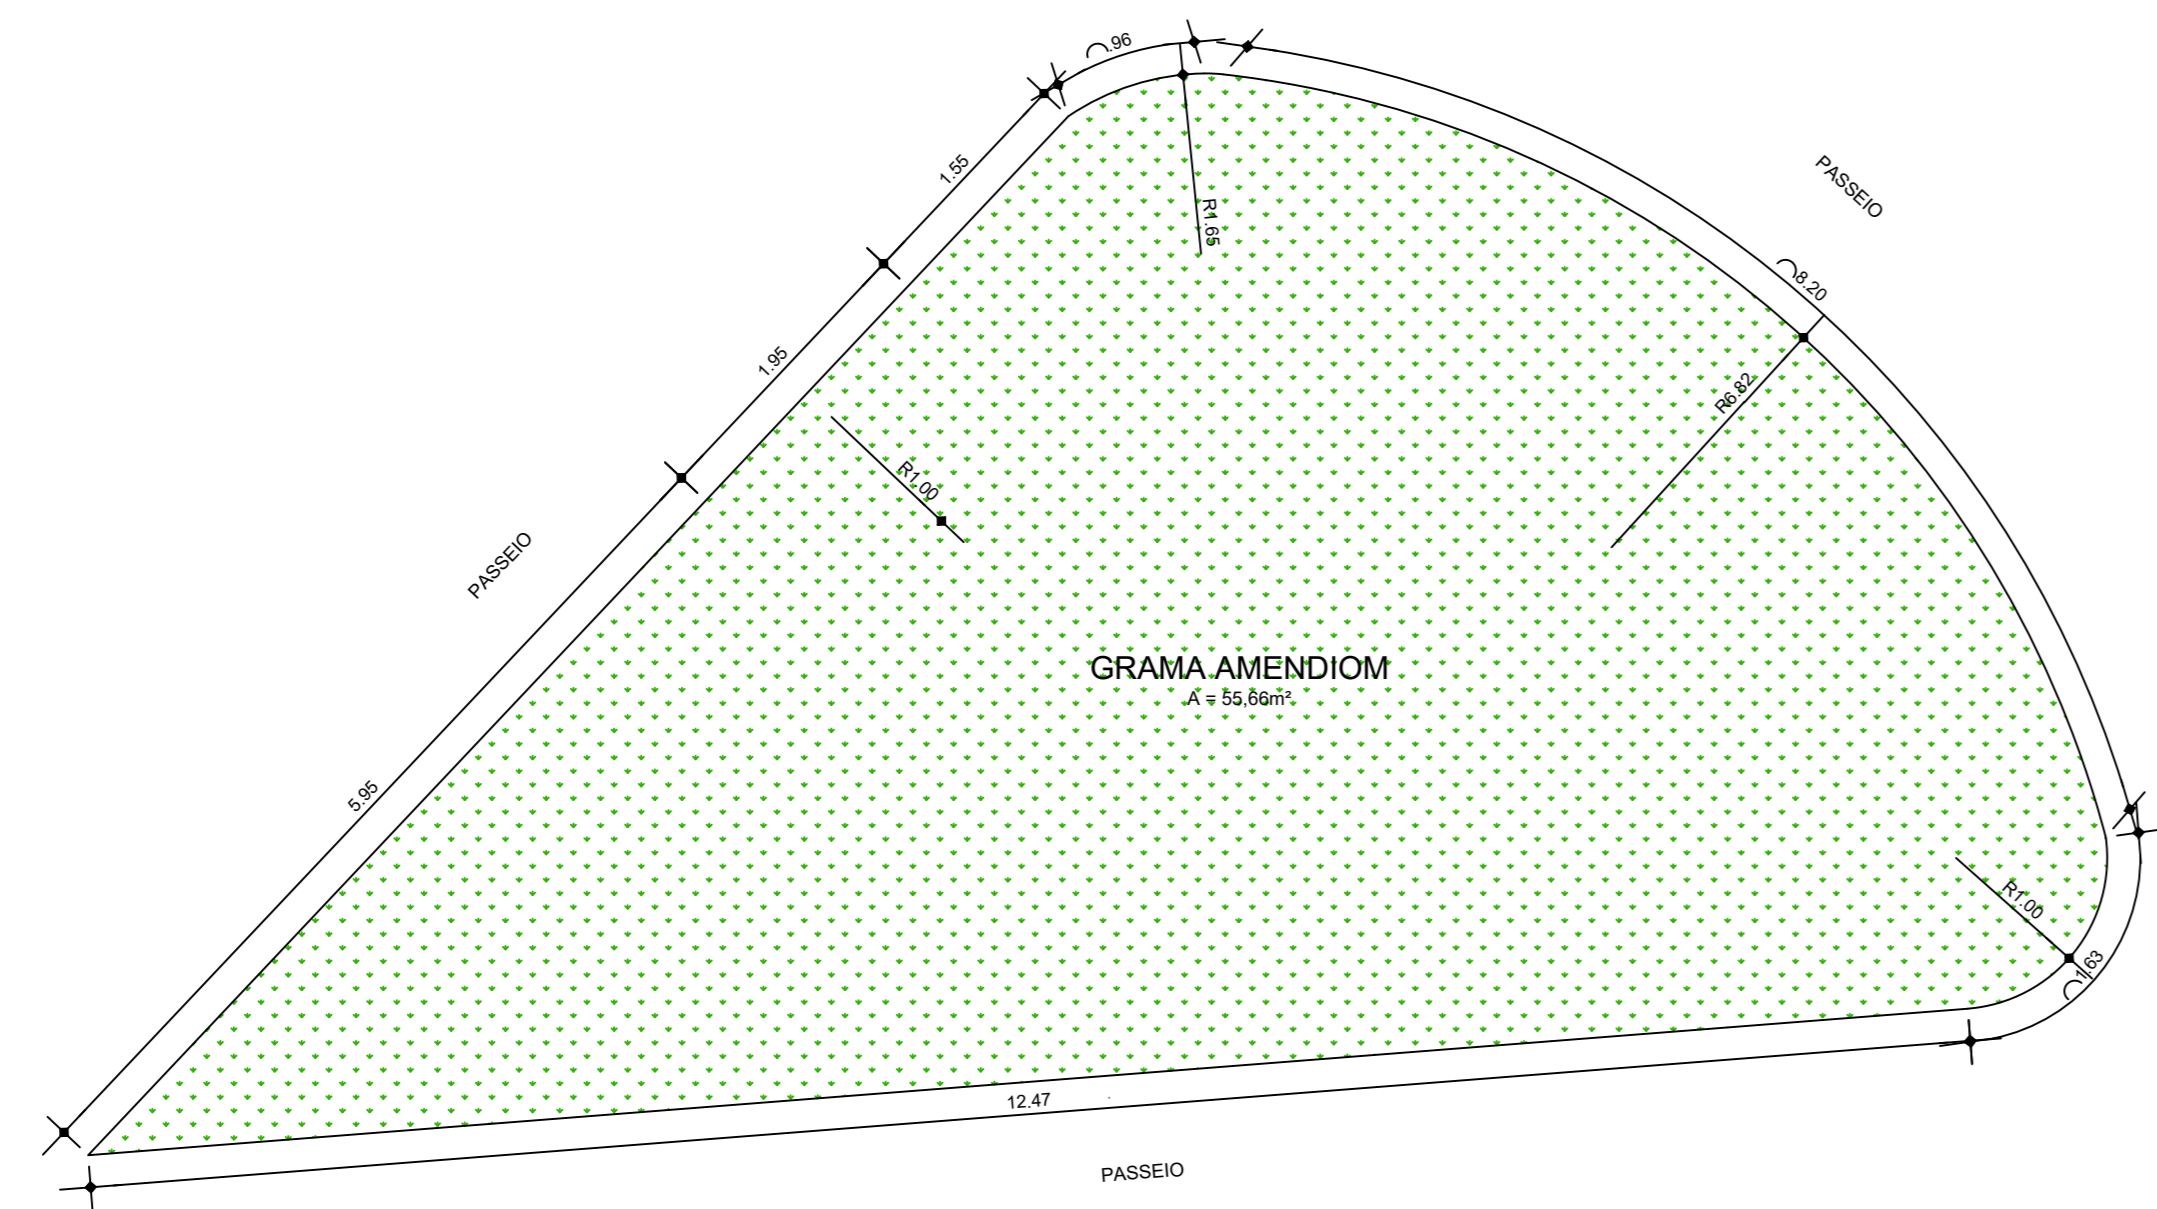 ⌒.96
1.55
PASSEIO
R1.65
⌒8.20
1.95
R6.82
R1.00
PASSEIO
GRAMA AMENDIOM
A = 55,66m²
5.95
R1.00
⌒1.63
12.47
PASSEIO